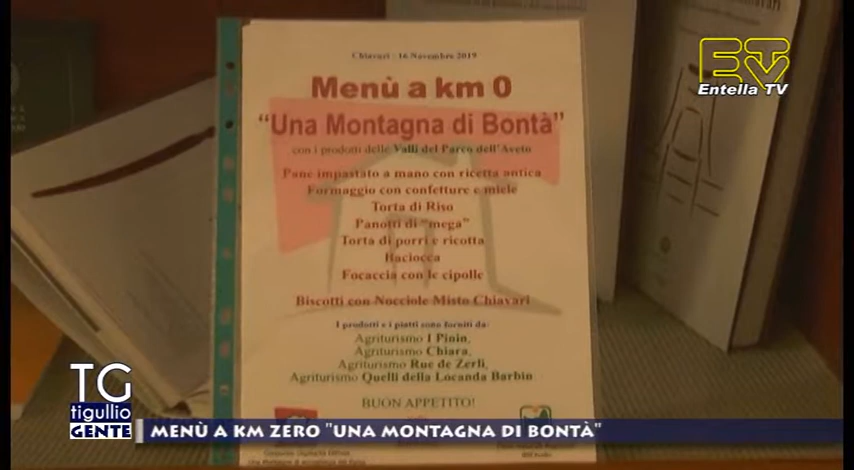 Chiavari - 16 Novembre 2019
Menù a km 0
"Una Montagna di Bontà"
con i prodotti delle Valli del Parco dell'Aveto
Pane impastato a mano con ricetta antica
Formaggio con confetture e miele
Torta di Riso
Panotti di "mega"
Torta di porri e ricotta
Baciocca
Focaccia con le cipolle
Biscotti con Nocciole Misto Chiavari
I prodotti e i piatti sono forniti da:
Agriturismo I Pinin,
Agriturismo Chiara,
Agriturismo Rue de Zerli,
Agriturismo Quelli della Locanda Barbin
BUON APPETITO!
ETV
Entella TV
TG
tigullio
GENTE
MENÙ A KM ZERO "UNA MONTAGNA DI BONTÀ"